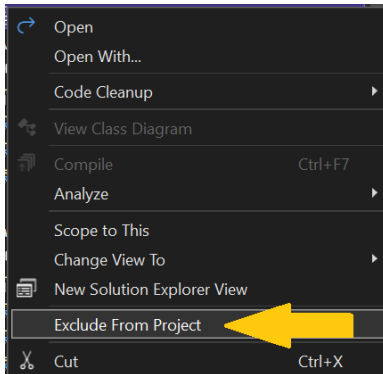 Open
Open With...
Code Cleanup
View Class Diagram
Compile Ctrl+F7
Analyze
Scope to This
Change View To
New Solution Explorer View
Exclude From Project
Cut Ctrl+X